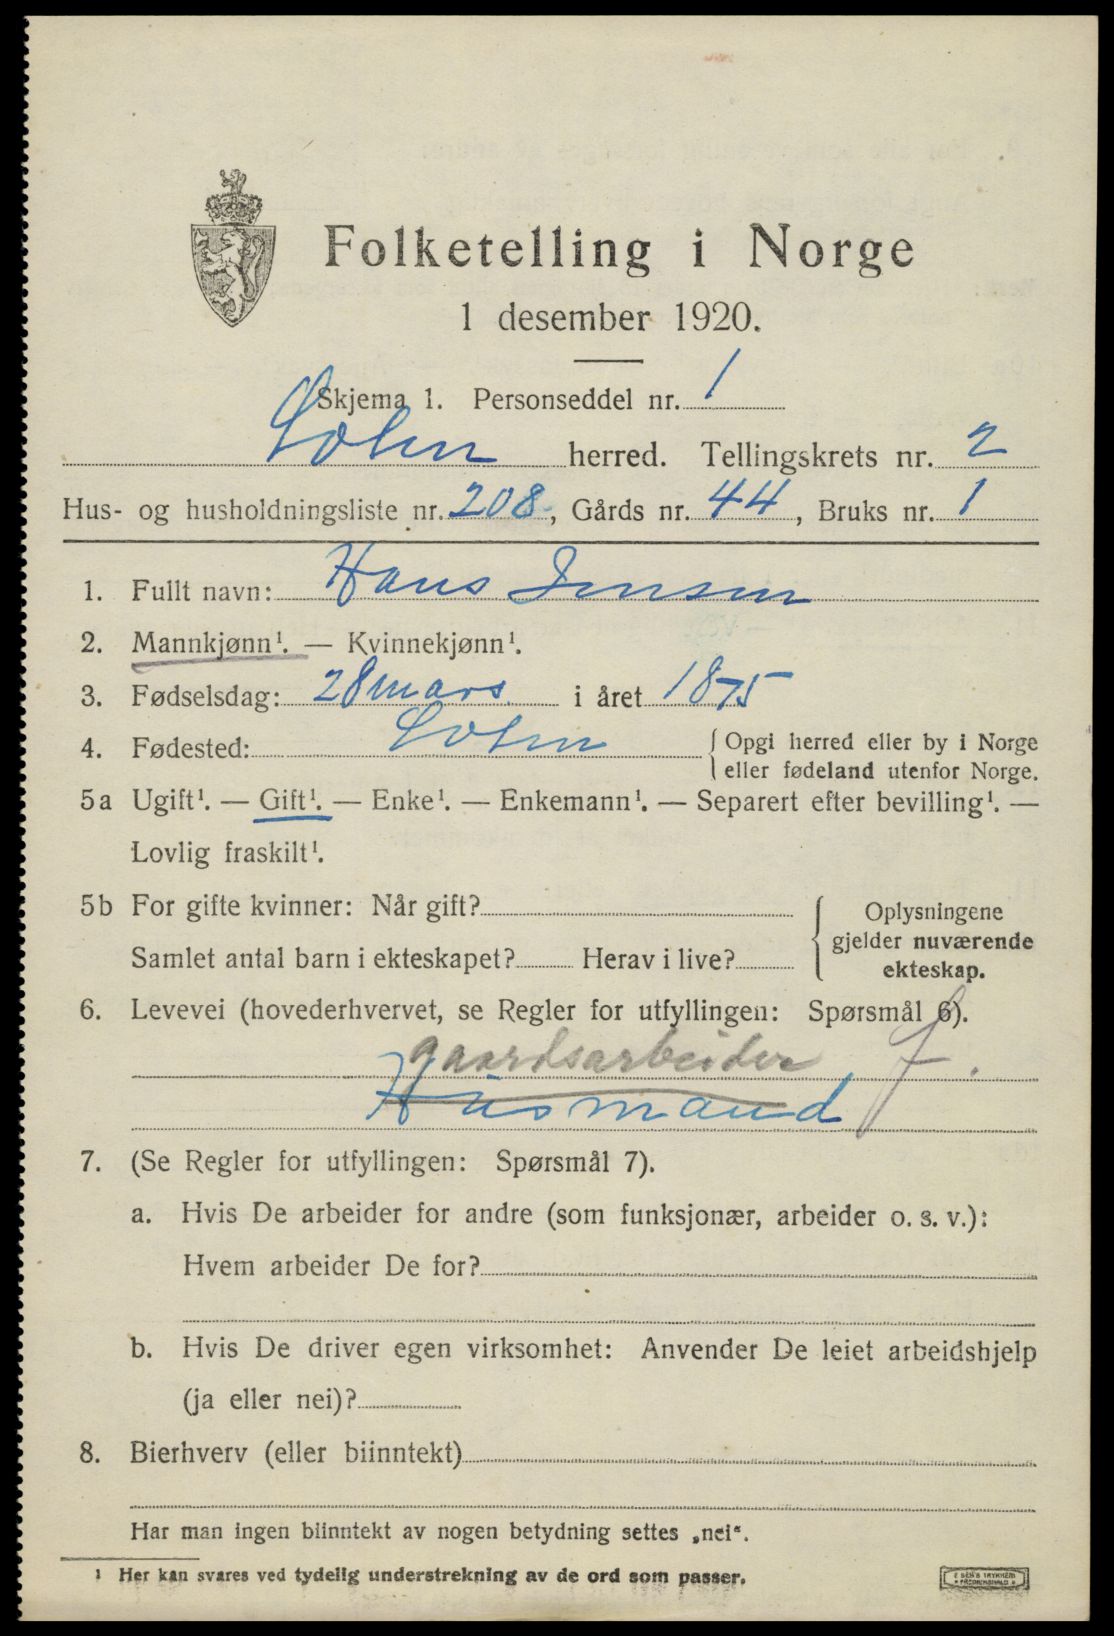 Folketelling i Norge
1 desember 1920.
Skjema 1. Personseddel nr. 1
herred. Tellingskrets nr. 2
Hus- og husholdningsliste nr. 208, Gårds nr. 44, Bruks nr. 1
1. Fullt navn: Hans Jensen
2. Mannkjønn¹. — Kvinnekjønn¹.
3. Fødselsdag: 28 mars i året 1875
4. Fødested: {Opgi herred eller by i Norge
eller fødeland utenfor Norge.
5a Ugift¹. — Gift¹. — Enke¹. — Enkemann¹. — Separert efter bevilling¹. —
Lovlig fraskilt¹.
5b For gifte kvinner: Når gift?
Samlet antal barn i ekteskapet? Herav i live?
{Oplysningene
gjelder nuværende
ekteskap.
6. Levevei (hovederhvervet, se Regler for utfyllingen: Spørsmål 6).
gaardsarbeider f.
Husmand
7. (Se Regler for utfyllingen: Spørsmål 7).
a. Hvis De arbeider for andre (som funksjonær, arbeider o. s. v.):
Hvem arbeider De for?
b. Hvis De driver egen virksomhet: Anvender De leiet arbeidshjelp
(ja eller nei)?
8. Bierhverv (eller biinntekt)
Har man ingen biinntekt av nogen betydning settes „nei“.
1 Her kan svares ved tydelig understrekning av de ord som passer.